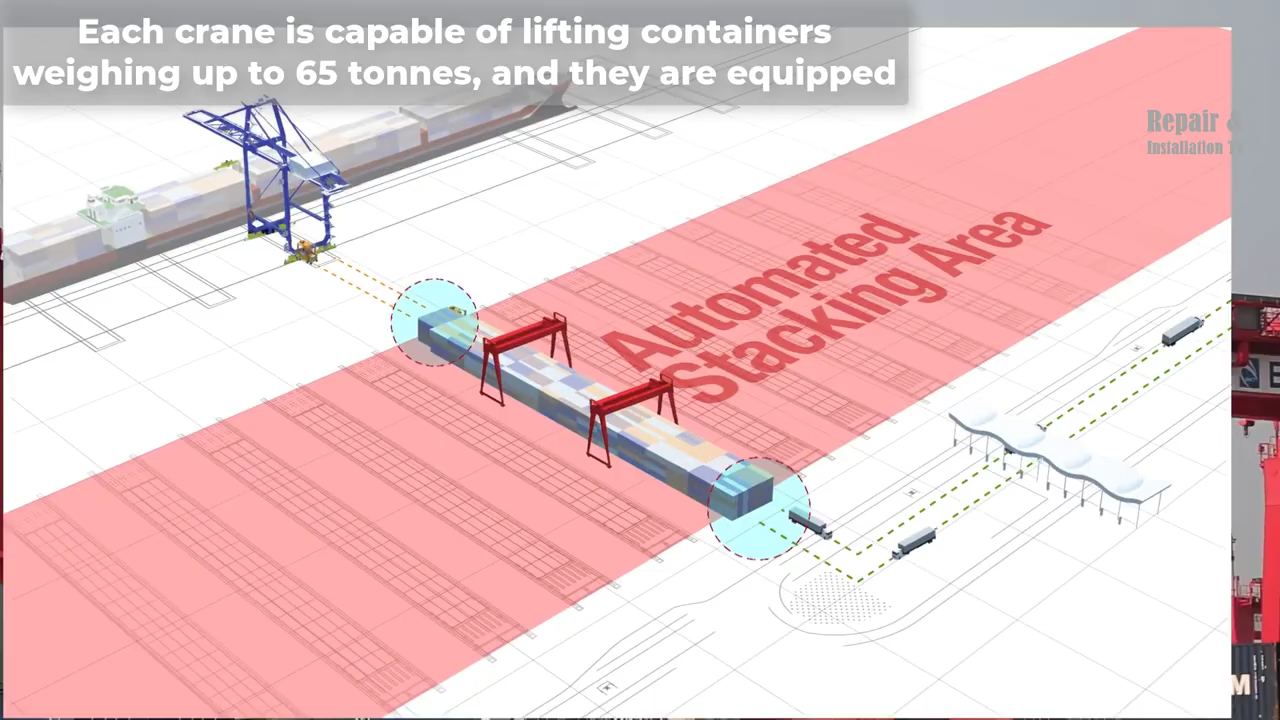 Each crane is capable of lifting containers
weighing up to 65 tonnes, and they are equipped
Repair &
Installation
Automated
Stacking Area
E
M